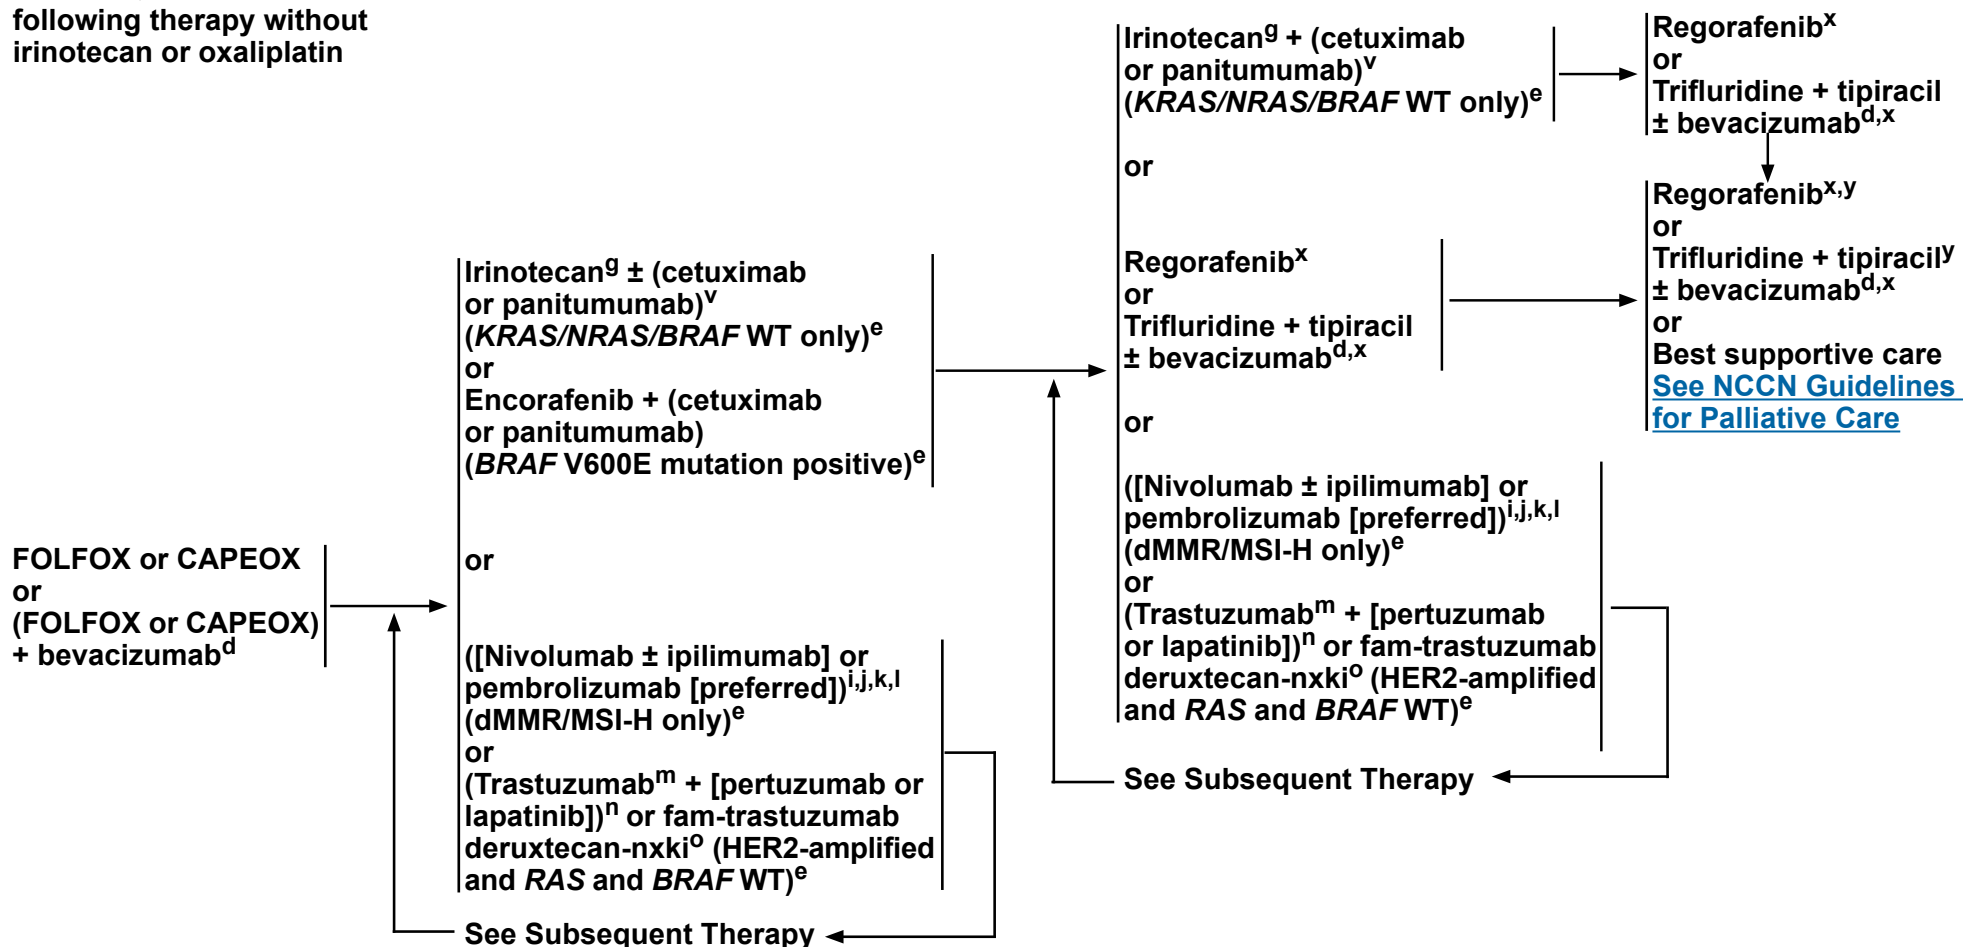 following therapy without
irinotecan or oxaliplatin
FOLFOX or CAPEOX
or
(FOLFOX or CAPEOX)
+ bevacizumabᵈ
Irinotecanᵍ ± (cetuximab
or panitumumab)ᵛ
(KRAS/NRAS/BRAF WT only)ᵉ
or
Encorafenib + (cetuximab
or panitumumab)
(BRAF V600E mutation positive)ᵉ
or
([Nivolumab ± ipilimumab] or
pembrolizumab [preferred])ⁱ,ʲ,ᵏ,ˡ
(dMMR/MSI-H only)ᵉ
or
(Trastuzumabᵐ + [pertuzumab or
lapatinib])ⁿ or fam-trastuzumab
deruxtecan-nxkiᵒ (HER2-amplified
and RAS and BRAF WT)ᵉ
See Subsequent Therapy
Irinotecanᵍ + (cetuximab
or panitumumab)ᵛ
(KRAS/NRAS/BRAF WT only)ᵉ
or
Regorafenibˣ
or
Trifluridine + tipiracil
± bevacizumabᵈ,ˣ
or
([Nivolumab ± ipilimumab] or
pembrolizumab [preferred])ⁱ,ʲ,ᵏ,ˡ
(dMMR/MSI-H only)ᵉ
or
(Trastuzumabᵐ + [pertuzumab
or lapatinib])ⁿ or fam-trastuzumab
deruxtecan-nxkiᵒ (HER2-amplified
and RAS and BRAF WT)ᵉ
See Subsequent Therapy
Regorafenibˣ
or
Trifluridine + tipiracil
± bevacizumabᵈ,ˣ
Regorafenibˣ,ʸ
or
Trifluridine + tipiracilʸ
± bevacizumabᵈ,ˣ
or
Best supportive care
See NCCN Guidelines
for Palliative Care